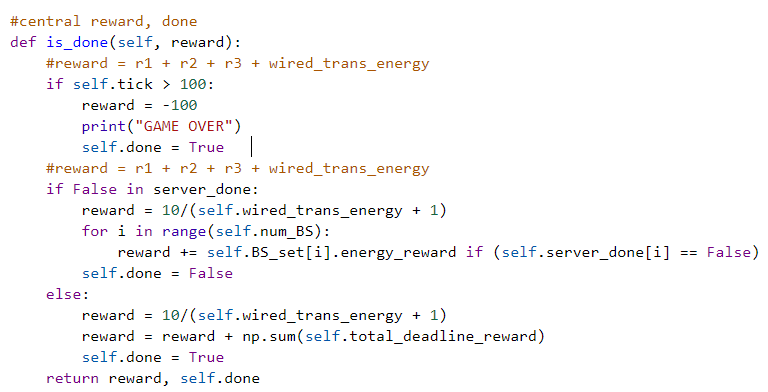 #central reward, done
def is_done(self, reward):
    #reward = r1 + r2 + r3 + wired_trans_energy
    if self.tick > 100:
        reward = -100
        print("GAME OVER")
        self.done = True
    #reward = r1 + r2 + r3 + wired_trans_energy
    if False in server_done:
        reward = 10/(self.wired_trans_energy + 1)
        for i in range(self.num_BS):
            reward += self.BS_set[i].energy_reward if (self.server_done[i] == False)
        self.done = False
    else:
        reward = 10/(self.wired_trans_energy + 1)
        reward = reward + np.sum(self.total_deadline_reward)
        self.done = True
    return reward, self.done